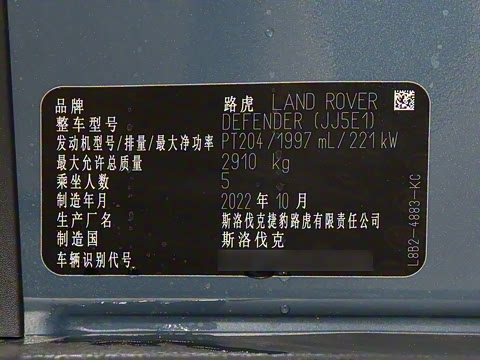 品牌 路虎 LAND ROVER
整车型号 DEFENDER (JJ5E1)
发动机型号/排量/最大净功率 PT204/1997 mL/221 kW
最大允许总质量 2910 kg
乘坐人数 5
制造年月 2022 年 10 月
生产厂名 斯洛伐克捷豹路虎有限责任公司
制造国 斯洛伐克
车辆识别代号
L8B2-4883-KC